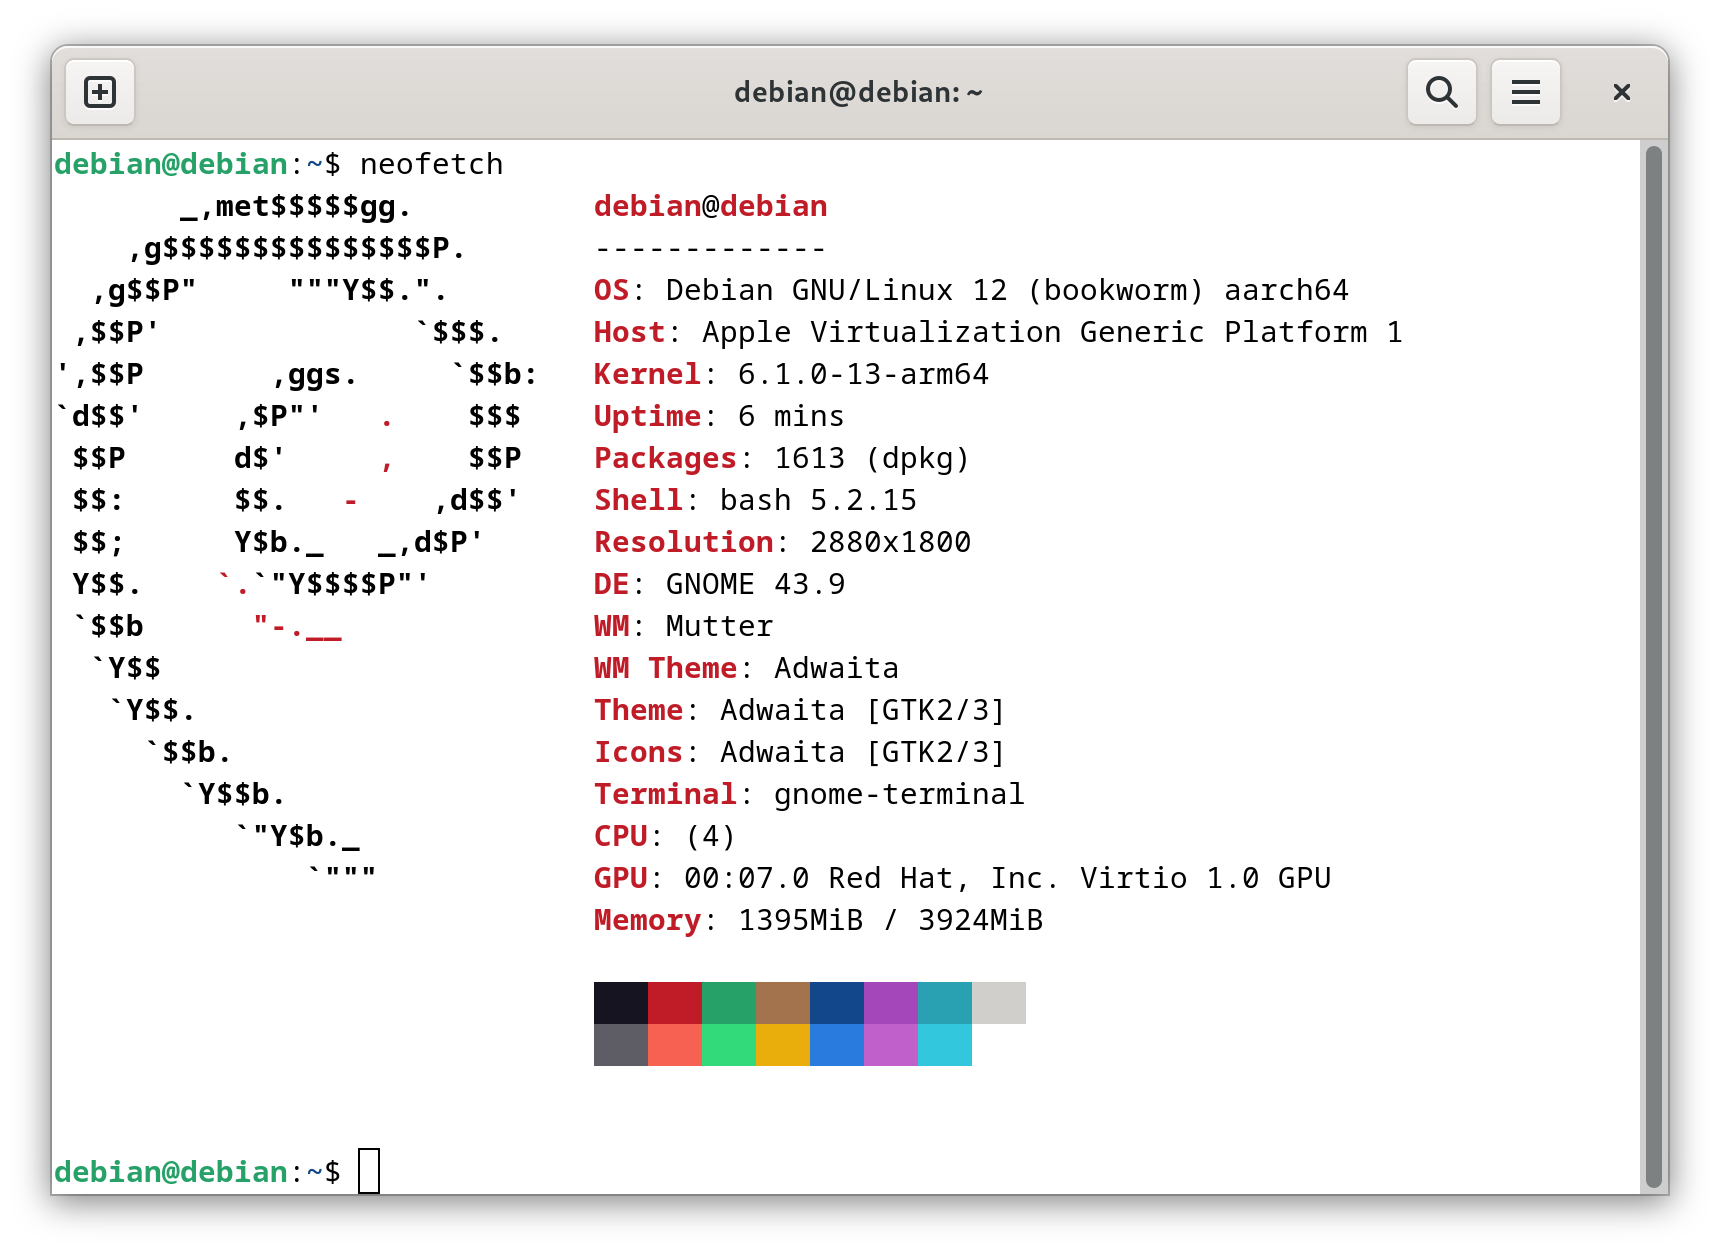 debian@debian: ~
debian@debian:~$ neofetch
       _,met$$$$$gg.          debian@debian
    ,g$$$$$$$$$$$$$$$P.       -------------
  ,g$$P"     """Y$$.".        OS: Debian GNU/Linux 12 (bookworm) aarch64
 ,$$P'              `$$$.     Host: Apple Virtualization Generic Platform 1
',$$P       ,ggs.     `$$b:   Kernel: 6.1.0-13-arm64
`d$$'     ,$P"'   .    $$$    Uptime: 6 mins
 $$P      d$'     ,    $$P    Packages: 1613 (dpkg)
 $$:      $$.   -    ,d$$'    Shell: bash 5.2.15
 $$;      Y$b._   _,d$P'      Resolution: 2880x1800
 Y$$.    `.`"Y$$$$P"'         DE: GNOME 43.9
 `$$b      "-.__              WM: Mutter
  `Y$$                        WM Theme: Adwaita
   `Y$$.                      Theme: Adwaita [GTK2/3]
     `$$b.                    Icons: Adwaita [GTK2/3]
       `Y$$b.                 Terminal: gnome-terminal
          `"Y$b._             CPU: (4)
              `"""            GPU: 00:07.0 Red Hat, Inc. Virtio 1.0 GPU
                              Memory: 1395MiB / 3924MiB
debian@debian:~$